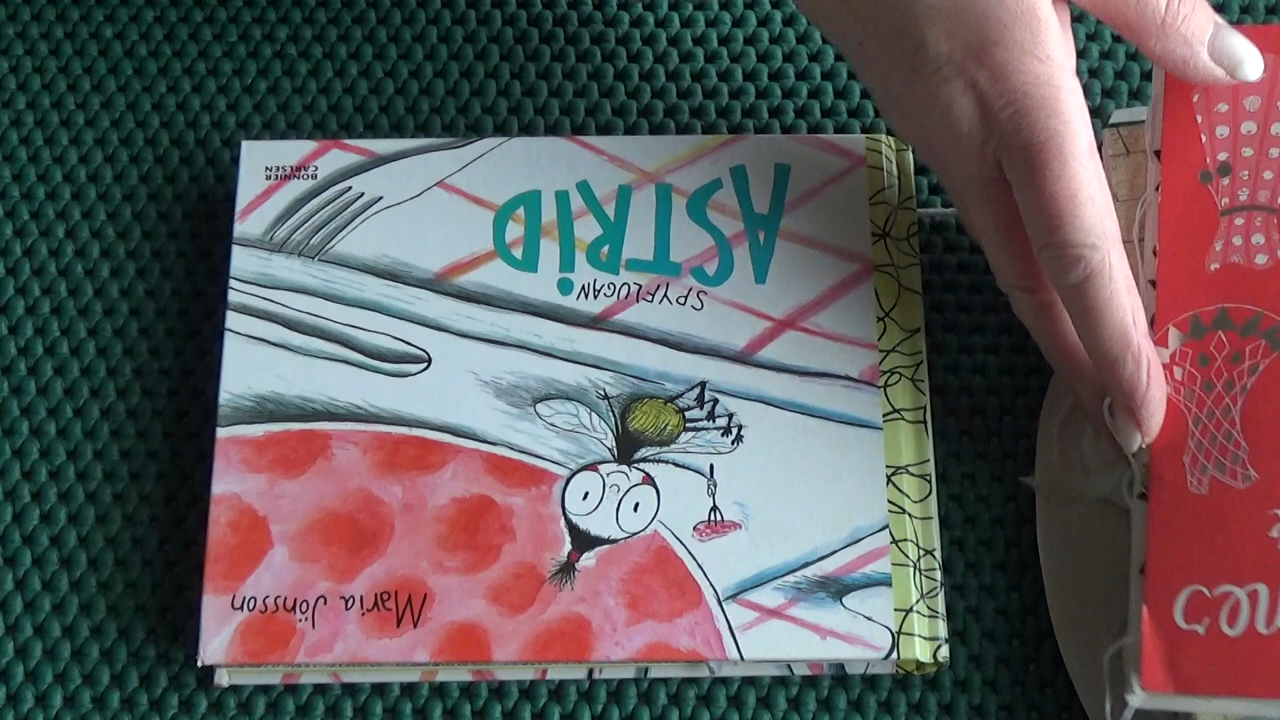 Maria Jönsson
SPYFLUGAN
ASTRID
BONNIER
CARLSEN